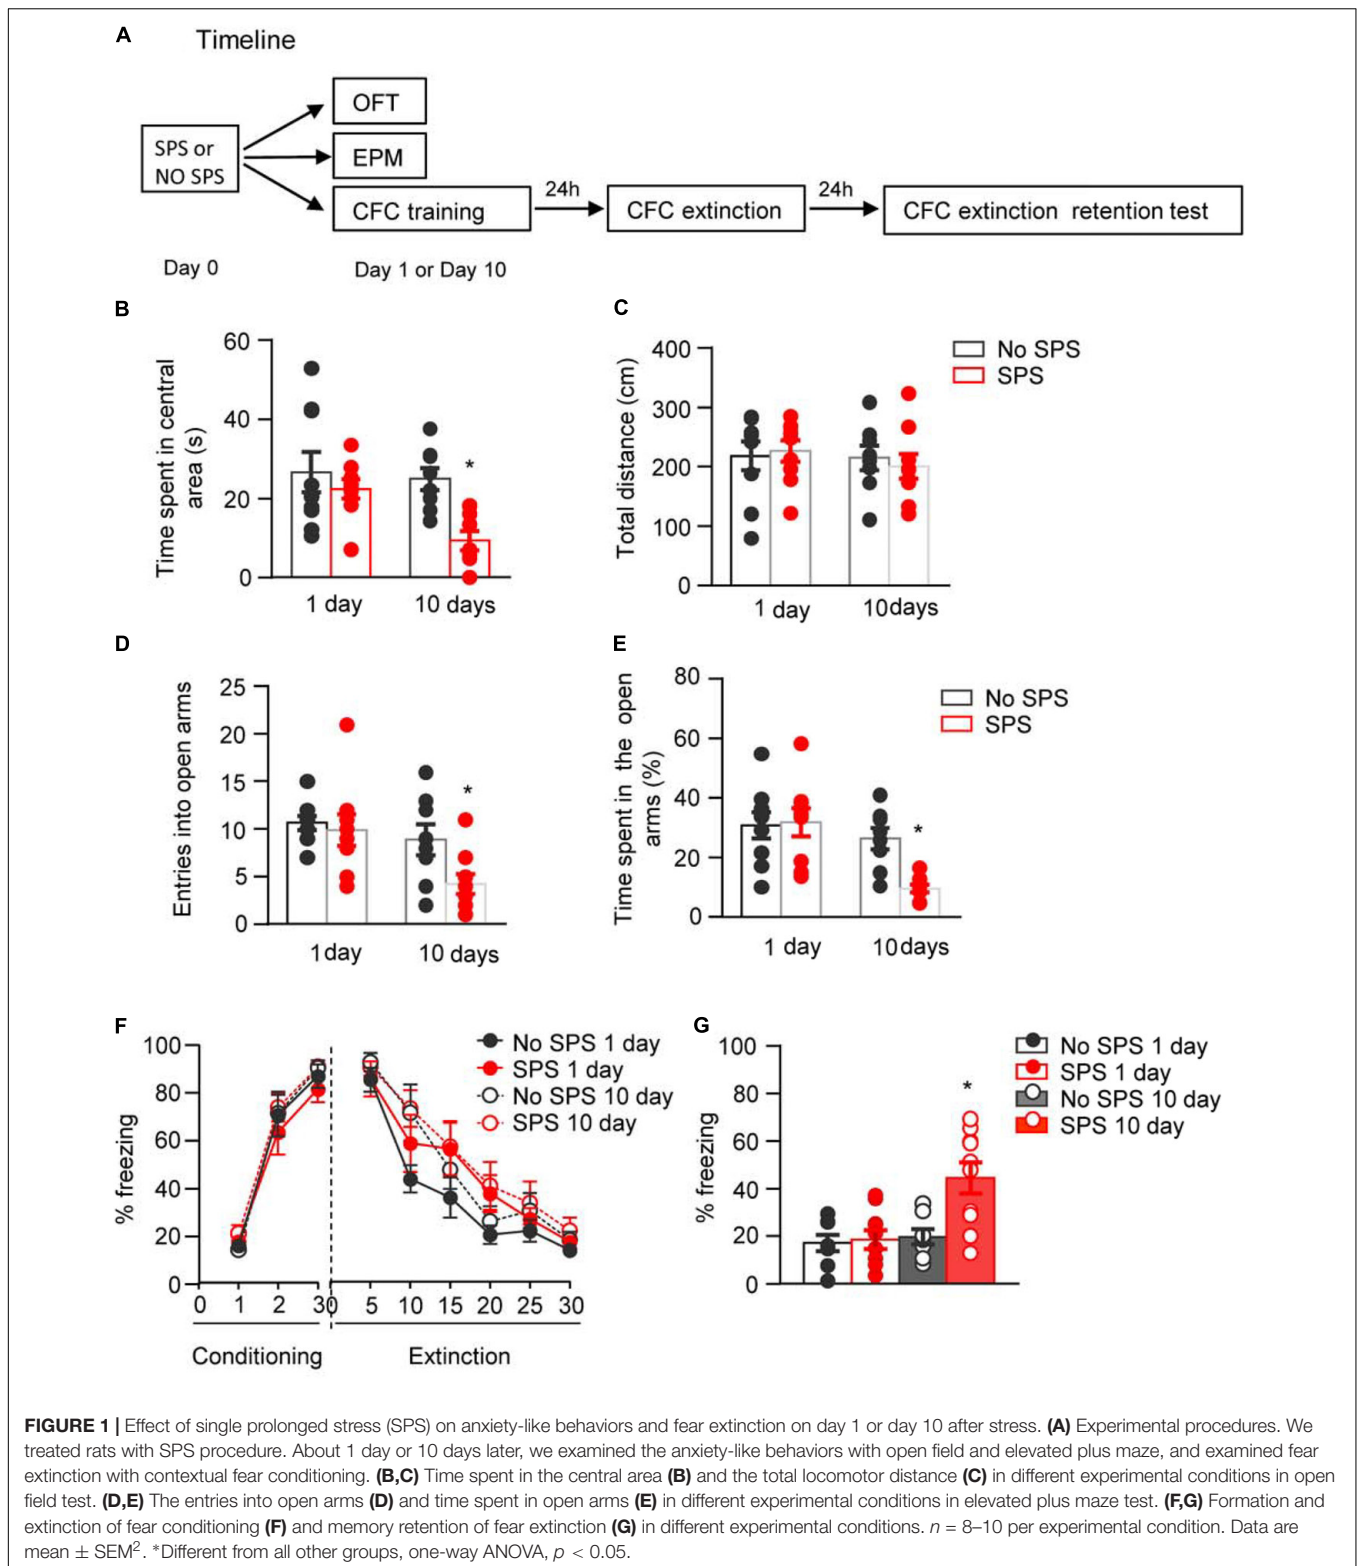 A
Timeline
OFT
SPS or
NO SPS
EPM
CFC training
24h
CFC extinction
24h
CFC extinction retention test
Day 0
Day 1 or Day 10
B
Time spent in central
area (s)
60
40
20
0
*
1 day
10 days
C
Total distance (cm)
400
300
200
100
0
1 day
10days
No SPS
SPS
D
Entries into open arms
25
20
15
10
5
0
*
1day
10 days
E
Time spent in the open
arms (%)
80
60
40
20
0
*
1 day
10days
No SPS
SPS
F
% freezing
100
80
60
40
20
0
0 1 2 30
0 5 10 15 20 25 30
Conditioning
Extinction
No SPS 1 day
SPS 1 day
No SPS 10 day
SPS 10 day
G
% freezing
100
80
60
40
20
0
*
No SPS 1 day
SPS 1 day
No SPS 10 day
SPS 10 day
FIGURE 1 | Effect of single prolonged stress (SPS) on anxiety-like behaviors and fear extinction on day 1 or day 10 after stress. (A) Experimental procedures. We
treated rats with SPS procedure. About 1 day or 10 days later, we examined the anxiety-like behaviors with open field and elevated plus maze, and examined fear
extinction with contextual fear conditioning. (B,C) Time spent in the central area (B) and the total locomotor distance (C) in different experimental conditions in open
field test. (D,E) The entries into open arms (D) and time spent in open arms (E) in different experimental conditions in elevated plus maze test. (F,G) Formation and
extinction of fear conditioning (F) and memory retention of fear extinction (G) in different experimental conditions. n = 8–10 per experimental condition. Data are
mean ± SEM². *Different from all other groups, one-way ANOVA, p < 0.05.